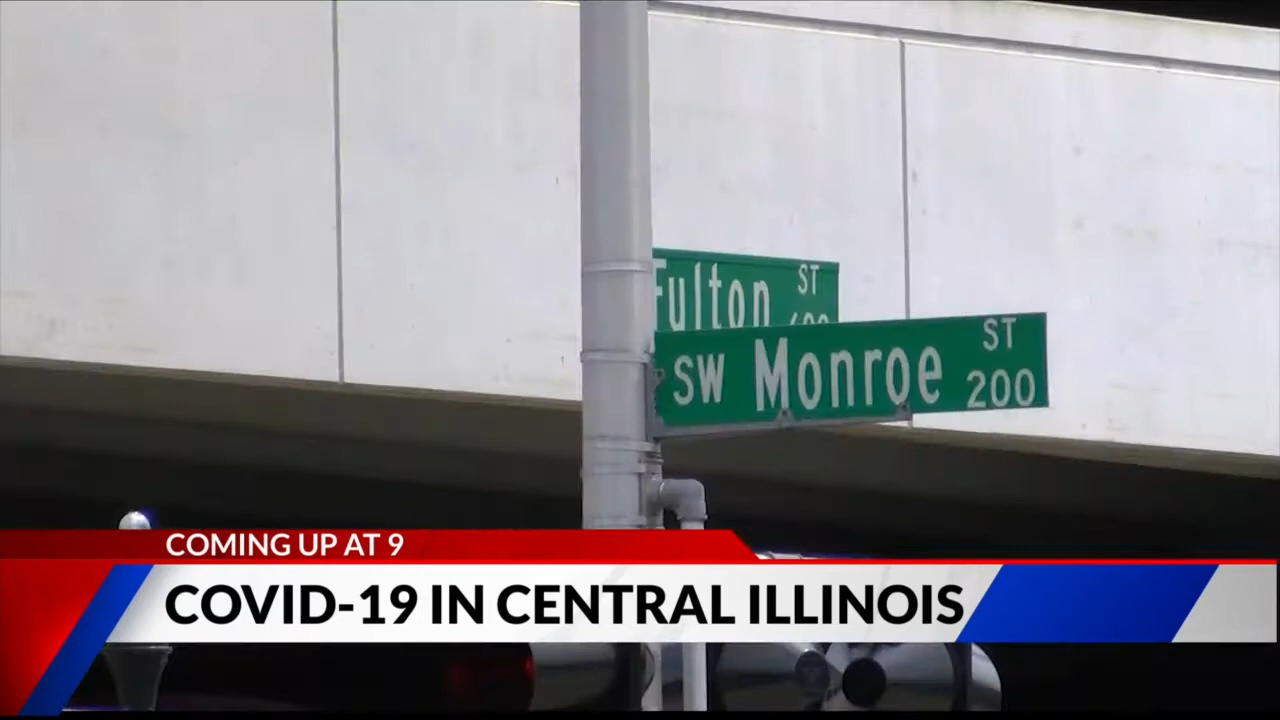 Fulton ST
SW Monroe ST
200
COMING UP AT 9
COVID-19 IN CENTRAL ILLINOIS